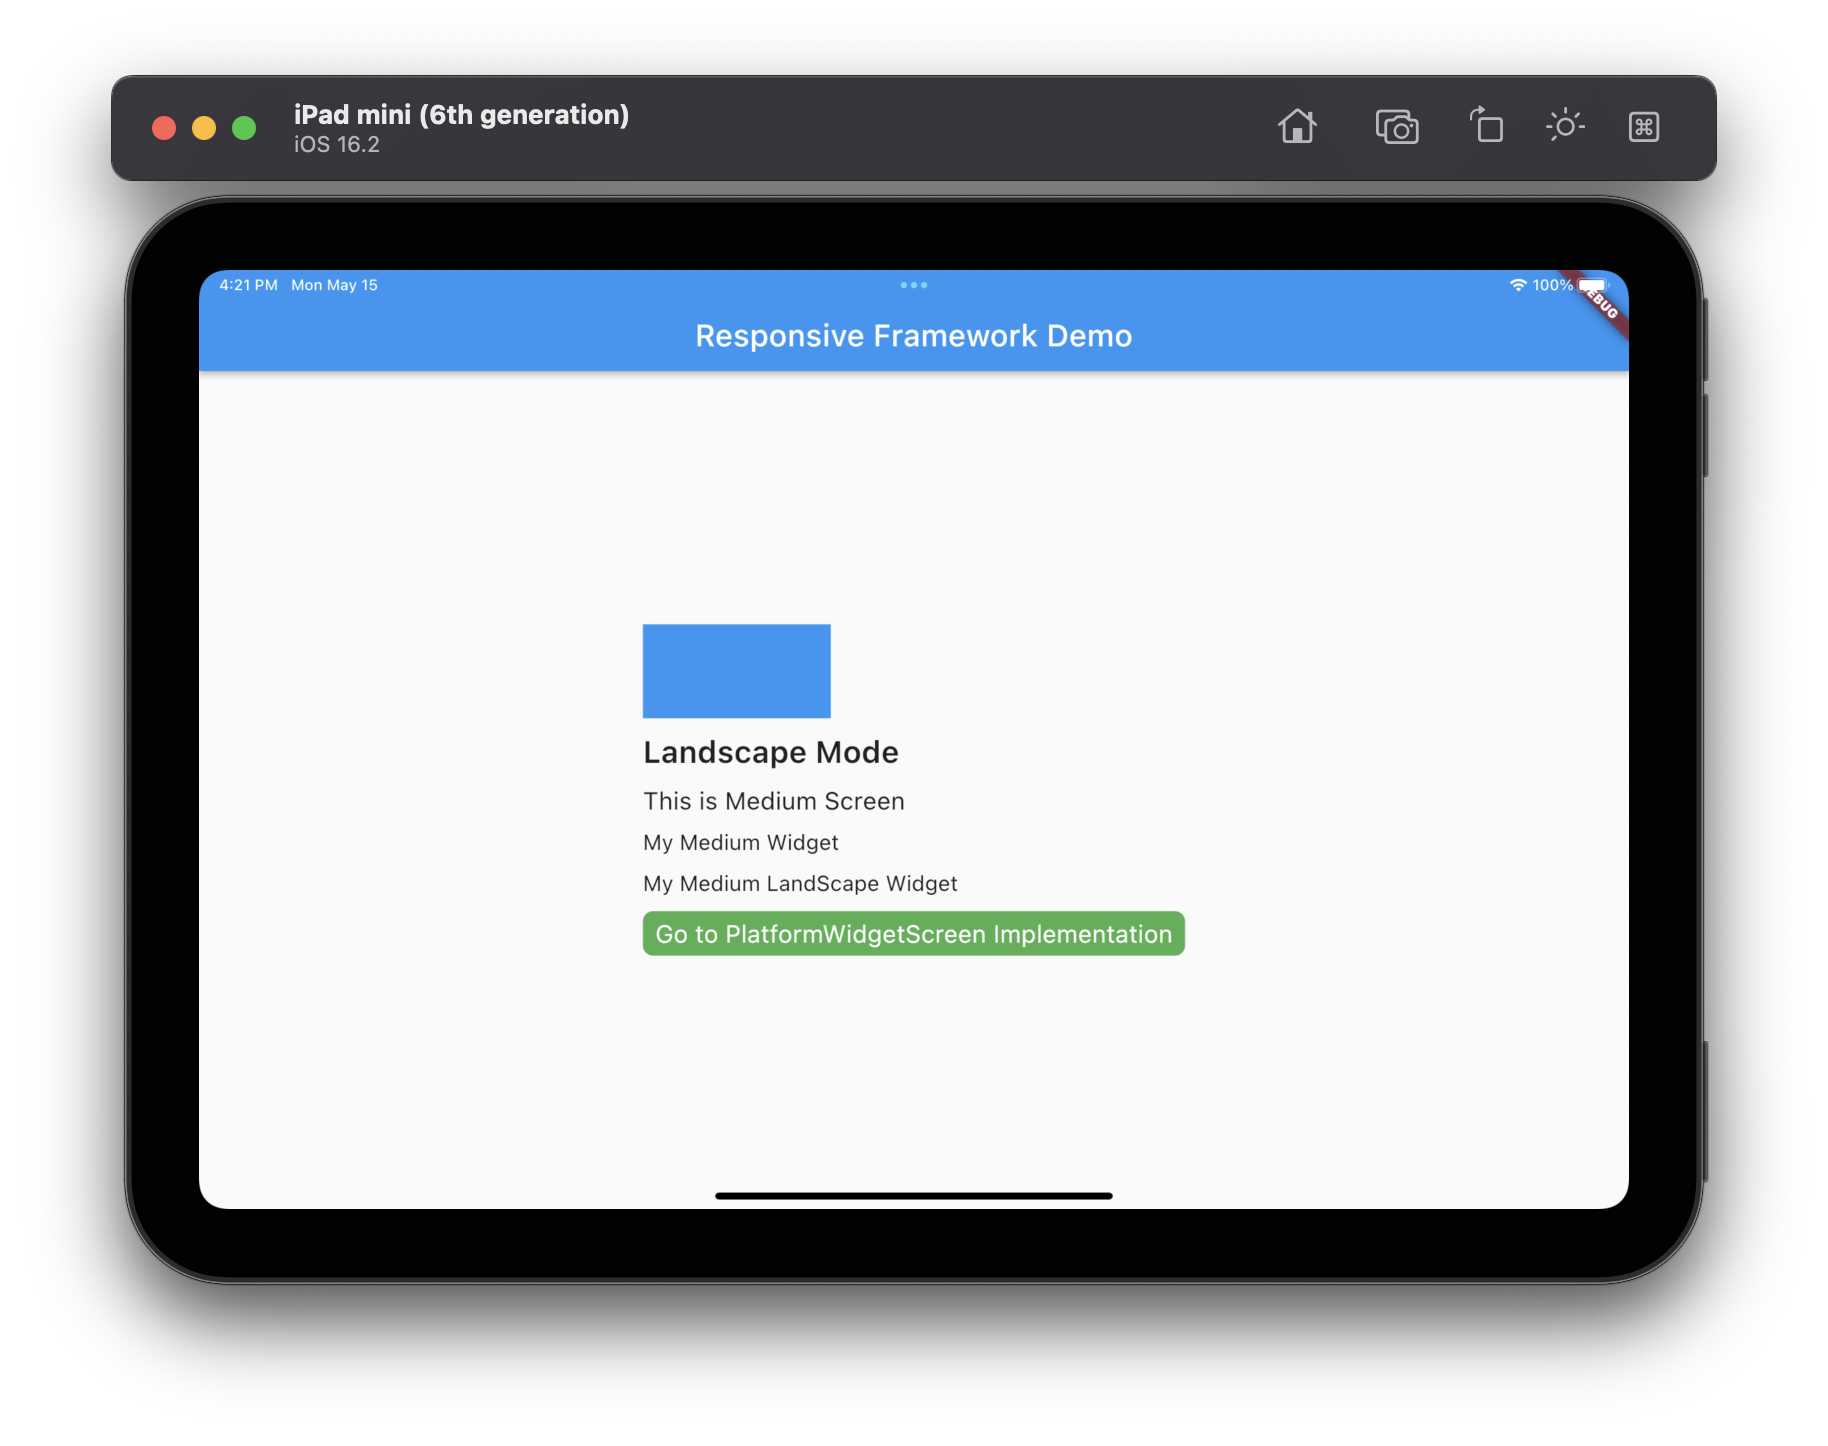 iPad mini (6th generation)
iOS 16.2
4:21 PM Mon May 15
100%
Responsive Framework Demo
Landscape Mode
This is Medium Screen
My Medium Widget
My Medium LandScape Widget
Go to PlatformWidgetScreen Implementation